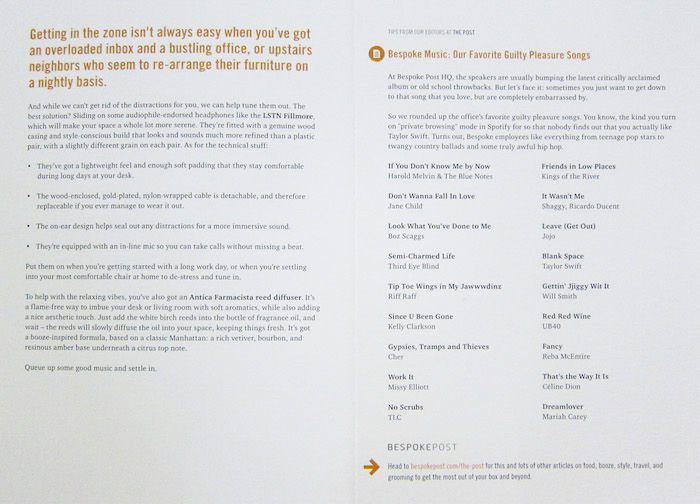 Getting in the zone isn't always easy when you've got
an overloaded inbox and a bustling office, or upstairs
neighbors who seem to re-arrange their furniture on
a nightly basis.
And while we can't get rid of the distractions for you, we can help tune them out. The
best solution? Sliding on some audiophile-endorsed headphones like the LSTN Fillmore,
which will make your space a whole lot more serene. They're fitted with a genuine wood
casing and style-conscious build that looks and sounds much more refined than a plastic
pair, with a slightly different grain on each pair. As for the technical stuff:
• They've got a lightweight feel and enough soft padding that they stay comfortable
during long days at your desk.
• The wood-enclosed, gold-plated, nylon-wrapped cable is detachable, and therefore
replaceable if you ever manage to wear it out.
• The on-ear design helps seal out any distractions for a more immersive sound.
• They're equipped with an in-line mic so you can take calls without missing a beat.
Put them on when you're getting started with a long work day, or when you're settling
into your most comfortable chair at home to de-stress and tune in.
To help with the relaxing vibes, you've also got an Antica Farmacista reed diffuser. It's
a flame-free way to imbue your desk or living room with soft aromatics, while also adding
a nice aesthetic touch. Just add the white birch reeds into the bottle of fragrance oil, and
wait – the reeds will slowly diffuse the oil into your space, keeping things fresh. It's got
a booze-inspired formula, based on a classic Manhattan: a rich vetiver, bourbon, and
resinous amber base underneath a citrus top note.
Queue up some good music and settle in.
TIPS FROM OUR EDITORS AT THE POST
Bespoke Music: Our Favorite Guilty Pleasure Songs
At Bespoke Post HQ, the speakers are usually bumping the latest critically acclaimed
album or old school throwbacks. But let's face it: sometimes you just want to get down
to that song that you love, but are completely embarrassed by.
So we rounded up the office's favorite guilty pleasure songs. You know, the kind you turn
on "private browsing" mode in Spotify for so that nobody finds out that you actually like
Taylor Swift. Turns out, Bespoke employees like everything from teenage pop stars to
twangy country ballads and some truly awful hip hop.
If You Don't Know Me by Now
Harold Melvin & The Blue Notes
Don't Wanna Fall In Love
Jane Child
Look What You've Done to Me
Boz Scaggs
Semi-Charmed Life
Third Eye Blind
Tip Toe Wings in My Jawwwdinz
Riff Raff
Since U Been Gone
Kelly Clarkson
Gypsies, Tramps and Thieves
Cher
Work It
Missy Elliott
No Scrubs
TLC
Friends in Low Places
Kings of the River
It Wasn't Me
Shaggy, Ricardo Ducent
Leave (Get Out)
Jojo
Blank Space
Taylor Swift
Gettin' Jjiggy Wit It
Will Smith
Red Red Wine
UB40
Fancy
Reba McEntire
That's the Way It Is
Céline Dion
Dreamlover
Mariah Carey
BESPOKEPOST
Head to bespokepost.com/the-post for this and lots of other articles on food, booze, style, travel, and
grooming to get the most out of your box and beyond.